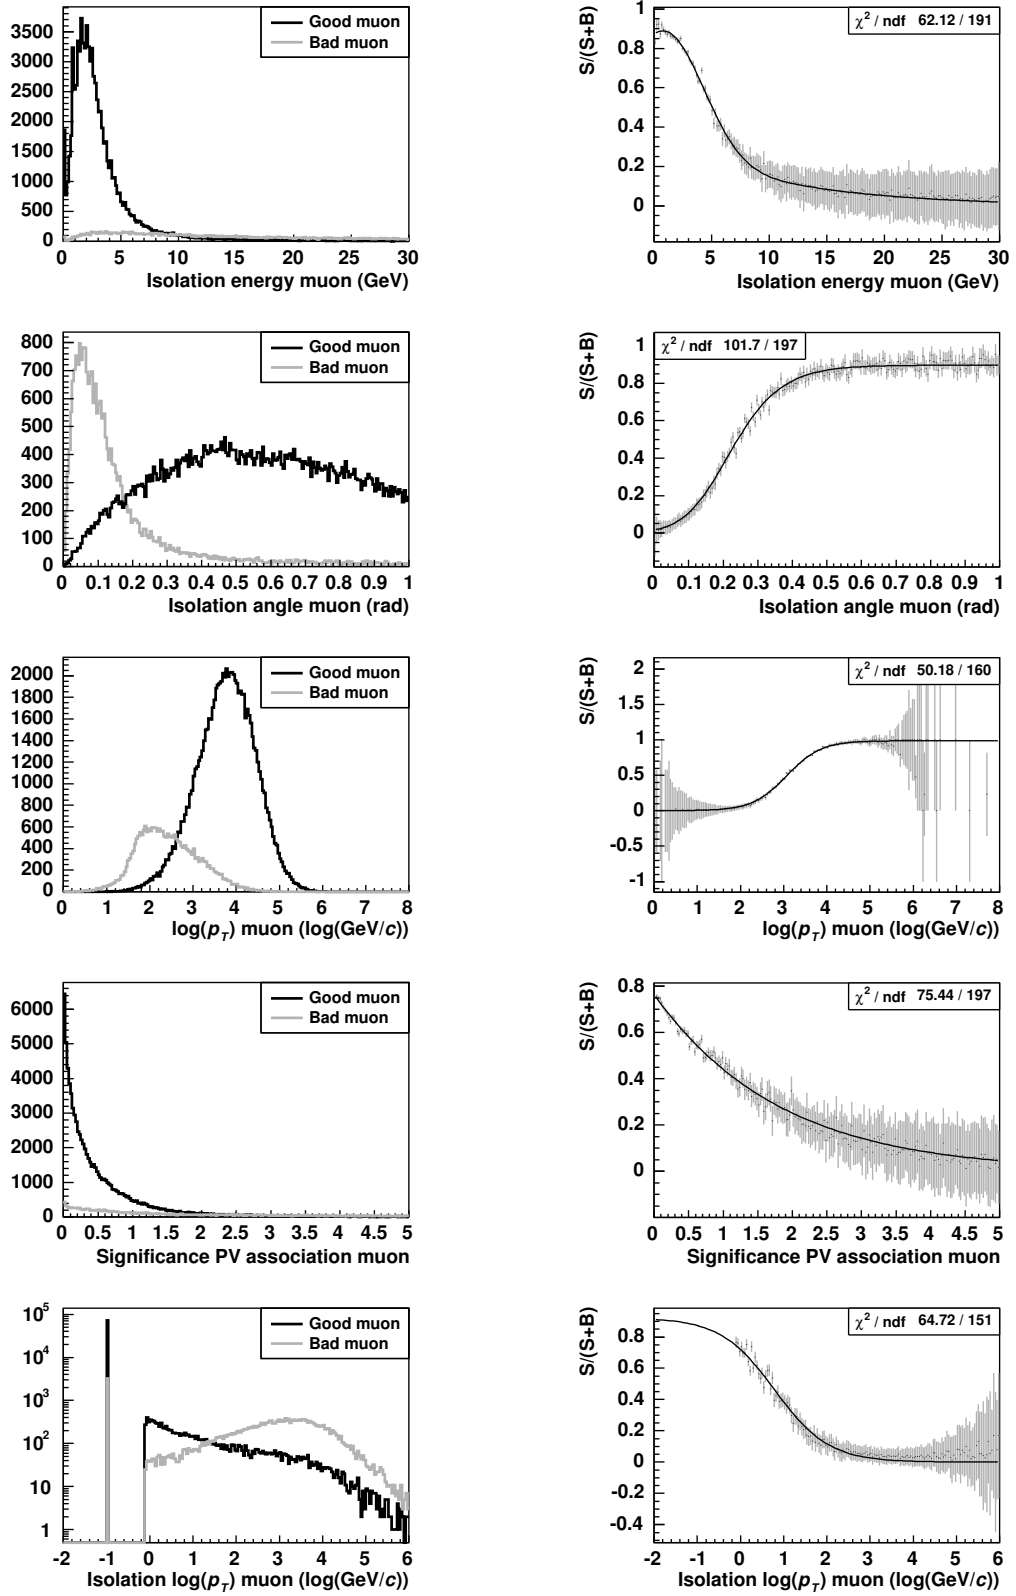 Good muon
Bad muon
3500
3000
2500
2000
1500
1000
500
0
0 5 10 15 20 25 30
Isolation energy muon (GeV)
S/(S+B)
χ² / ndf 62.12 / 191
1
0.8
0.6
0.4
0.2
0
0 5 10 15 20 25 30
Isolation energy muon (GeV)
Good muon
Bad muon
800
700
600
500
400
300
200
100
0
0 0.1 0.2 0.3 0.4 0.5 0.6 0.7 0.8 0.9 1
Isolation angle muon (rad)
S/(S+B)
χ² / ndf 101.7 / 197
1
0.8
0.6
0.4
0.2
0
0 0.1 0.2 0.3 0.4 0.5 0.6 0.7 0.8 0.9 1
Isolation angle muon (rad)
Good muon
Bad muon
2000
1800
1600
1400
1200
1000
800
600
400
200
0
0 1 2 3 4 5 6 7 8
log(p_T) muon (log(GeV/c))
S/(S+B)
χ² / ndf 50.18 / 160
2
1.5
1
0.5
0
-0.5
-1
0 1 2 3 4 5 6 7 8
log(p_T) muon (log(GeV/c))
Good muon
Bad muon
6000
5000
4000
3000
2000
1000
0
0 0.5 1 1.5 2 2.5 3 3.5 4 4.5 5
Significance PV association muon
S/(S+B)
χ² / ndf 75.44 / 197
0.8
0.6
0.4
0.2
0
0 0.5 1 1.5 2 2.5 3 3.5 4 4.5 5
Significance PV association muon
Good muon
Bad muon
10⁵
10⁴
10³
10²
10
1
-2 -1 0 1 2 3 4 5 6
Isolation log(p_T) muon (log(GeV/c))
S/(S+B)
χ² / ndf 64.72 / 151
0.8
0.6
0.4
0.2
0
-0.2
-0.4
-2 -1 0 1 2 3 4 5 6
Isolation log(p_T) muon (log(GeV/c))